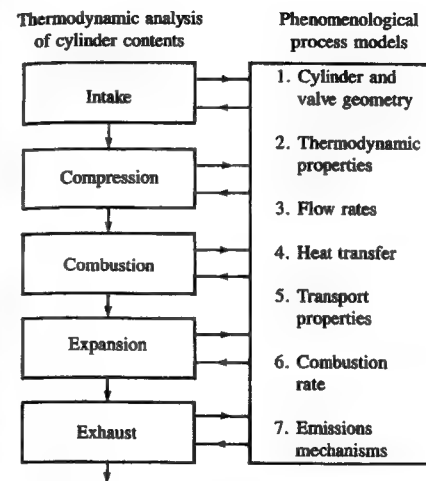 Thermodynamic analysis
of cylinder contents
Phenomenological
process models
Intake
Compression
Combustion
Expansion
Exhaust
1. Cylinder and
valve geometry
2. Thermodynamic
properties
3. Flow rates
4. Heat transfer
5. Transport
properties
6. Combustion
rate
7. Emissions
mechanisms